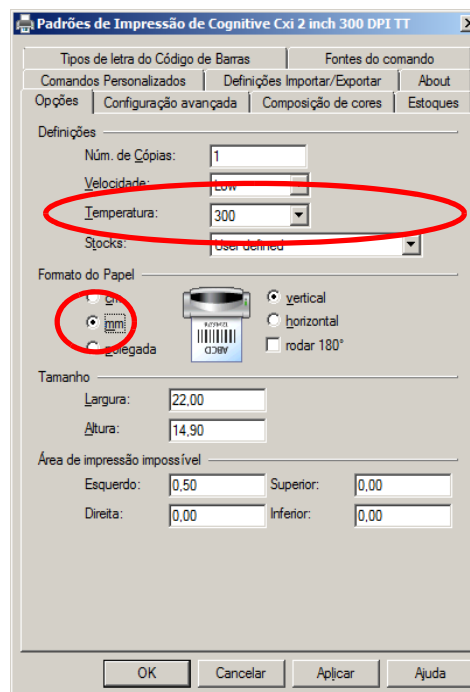 Padrões de Impressão de Cognitive Cxi 2 inch 300 DPI TT
Tipos de letra do Código de Barras Fontes do comando
Comandos Personalizados Definições Importar/Exportar About
Opções Configuração avançada Composição de cores Estoques
Definições
Núm. de Cópias: 1
Velocidade: Low
Temperatura: 300
Stocks: User defined
Formato do Papel
cm vertical
mm horizontal
polegada rodar 180°
ABCD
Tamanho
Largura: 22,00
Altura: 14,90
Área de impressão impossível
Esquerdo: 0,50 Superior: 0,00
Direita: 0,00 Inferior: 0,00
OK Cancelar Aplicar Ajuda